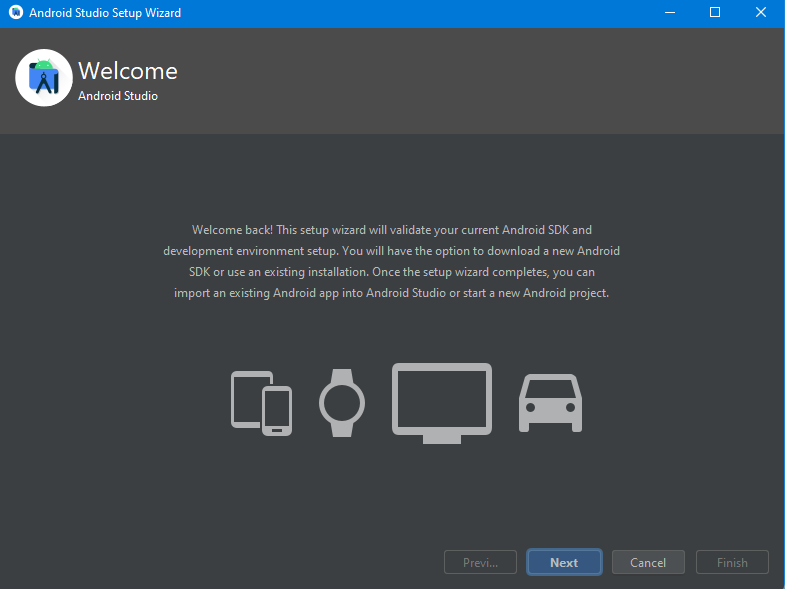 Android Studio Setup Wizard
Welcome
Android Studio
Welcome back! This setup wizard will validate your current Android SDK and
development environment setup. You will have the option to download a new Android
SDK or use an existing installation. Once the setup wizard completes, you can
import an existing Android app into Android Studio or start a new Android project.
Previ... Next Cancel Finish